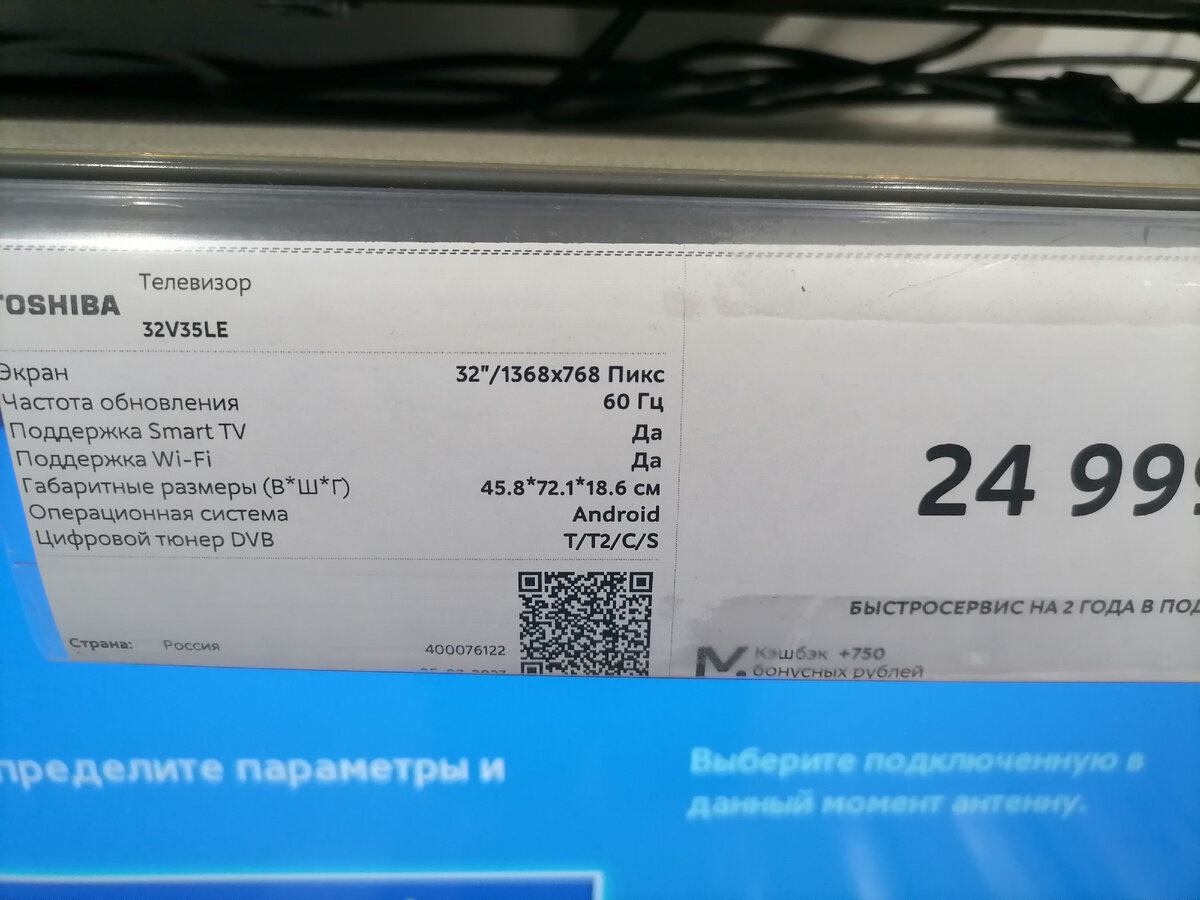 Телевизор
TOSHIBA
32V35LE
Экран 32"/1368x768 Пикс
Частота обновления 60 Гц
Поддержка Smart TV Да
Поддержка Wi-Fi Да
Габаритные размеры (В*Ш*Г) 45.8*72.1*18.6 см
Операционная система Android
Цифровой тюнер DVB T/T2/C/S
Страна: Россия 400076122
24 999
БЫСТРОСЕРВИС НА 2 ГОДА В ПОД
М. Кэшбэк +750
бонусных рублей
пределите параметры и
Выберите подключенную в
данный момент антенну.